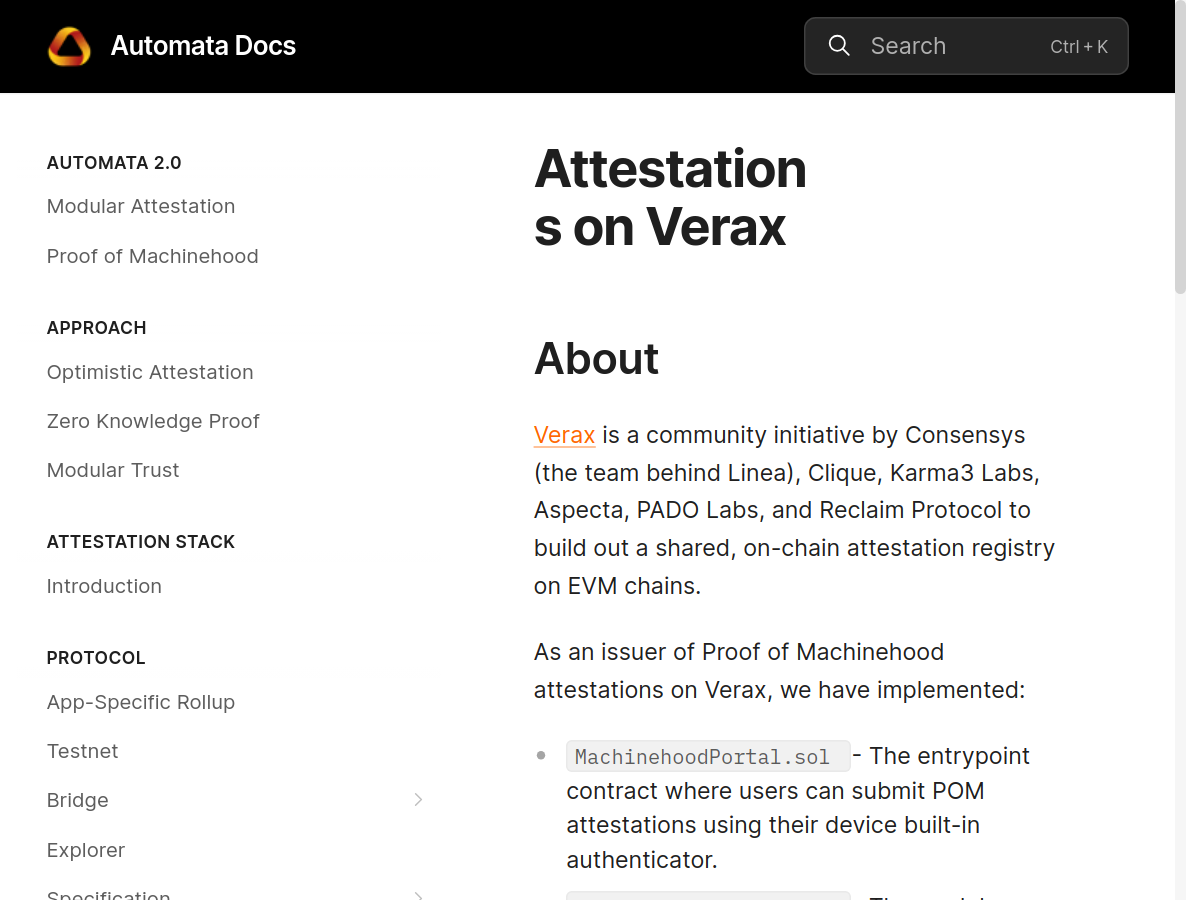 Automata Docs
Search
Ctrl + K
AUTOMATA 2.0
Modular Attestation
Proof of Machinehood
APPROACH
Optimistic Attestation
Zero Knowledge Proof
Modular Trust
ATTESTATION STACK
Introduction
PROTOCOL
App-Specific Rollup
Testnet
Bridge
Explorer
Specification
Attestation
s on Verax
About
Verax is a community initiative by Consensys
(the team behind Linea), Clique, Karma3 Labs,
Aspecta, PADO Labs, and Reclaim Protocol to
build out a shared, on-chain attestation registry
on EVM chains.
As an issuer of Proof of Machinehood
attestations on Verax, we have implemented:
MachinehoodPortal.sol - The entrypoint
contract where users can submit POM
attestations using their device built-in
authenticator.